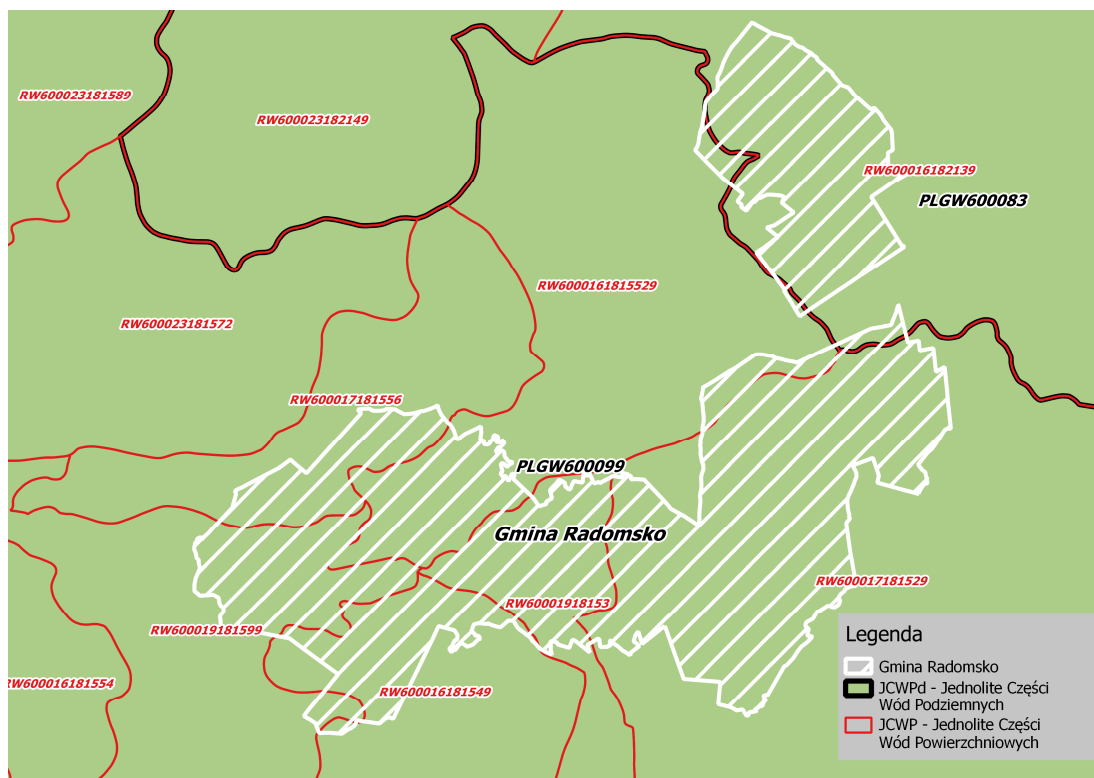 RW600023181589
RW600023182149
RW600016182139
PLGW600083
RW6000161815529
RW600023181572
RW600017181556
PLGW600099
Gmina Radomsko
RW600017181529
RW60001918153
RW600019181599
RW600016181554
RW600016181549
Legenda
Gmina Radomsko
JCWPd - Jednolite Części
Wód Podziemnych
JCWP - Jednolite Części
Wód Powierzchniowych